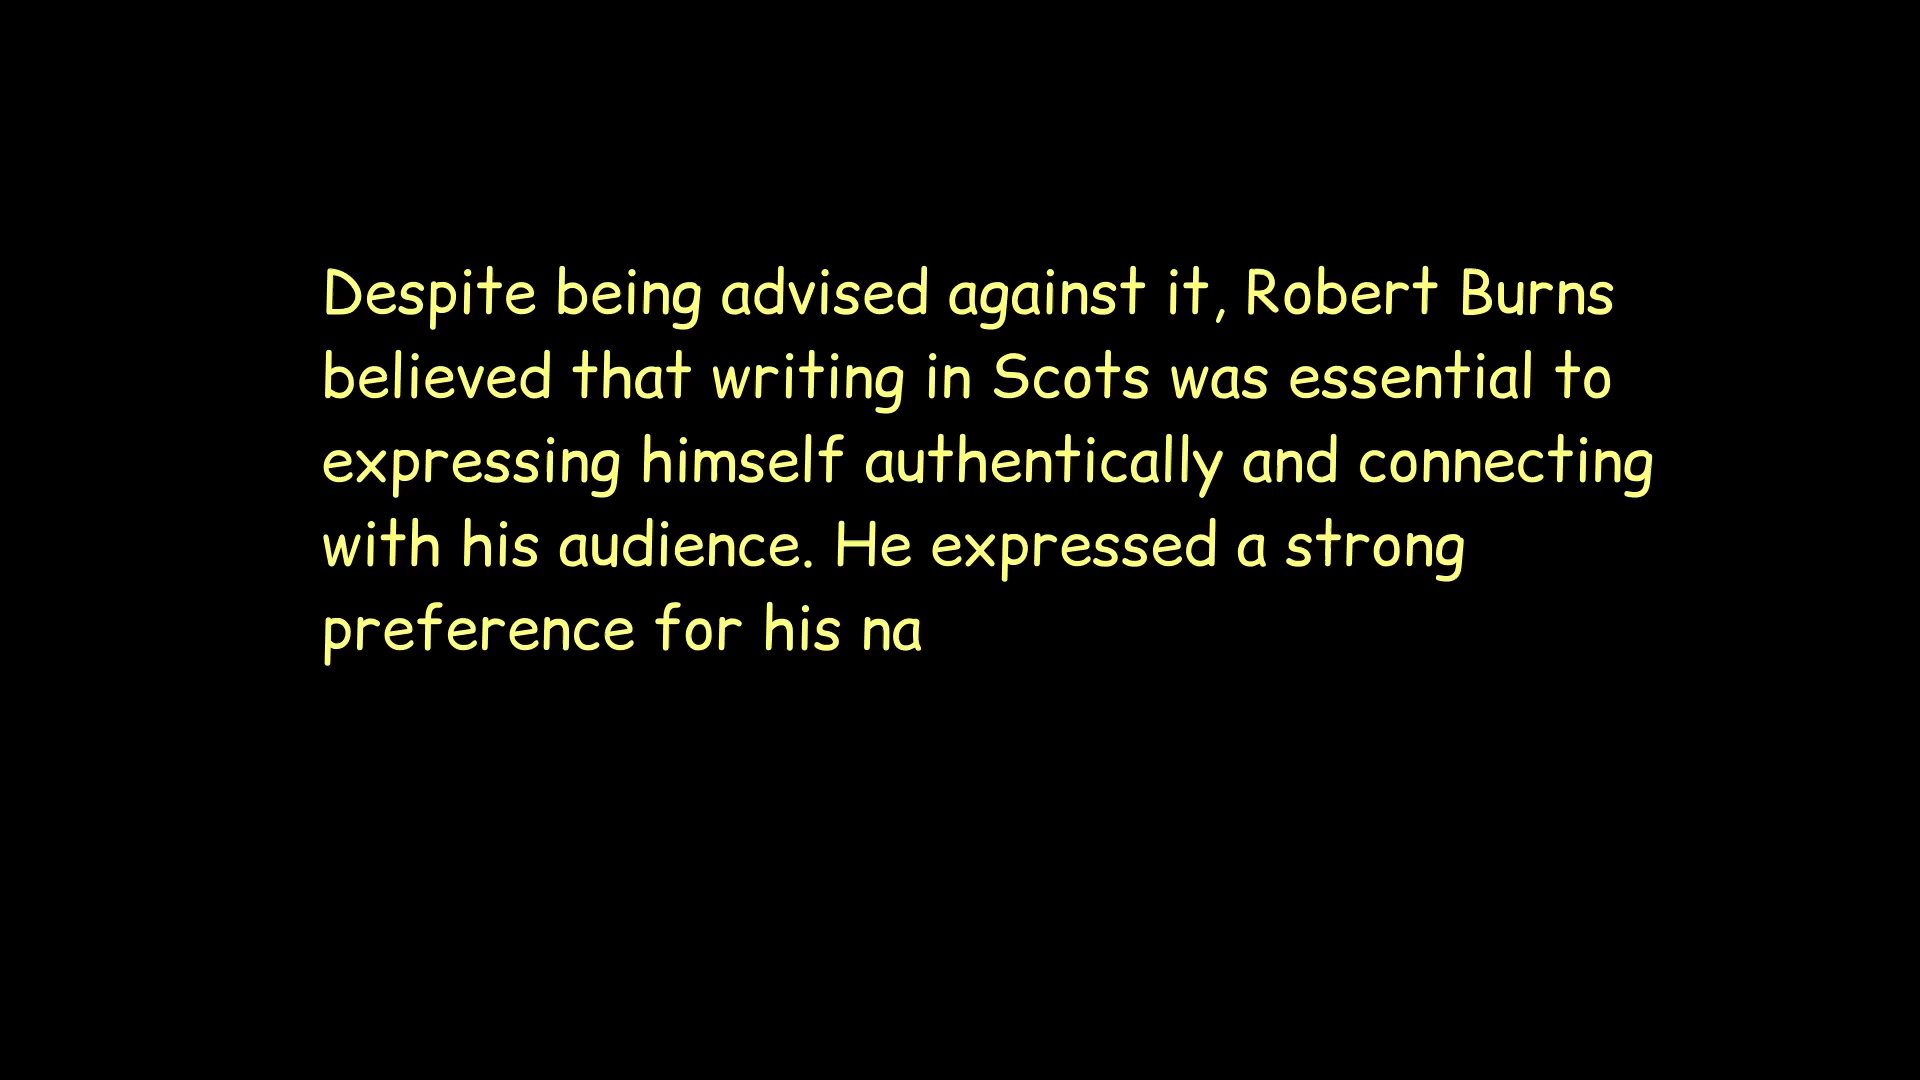 Despite being advised against it, Robert Burns
believed that writing in Scots was essential to
expressing himself authentically and connecting
with his audience. He expressed a strong
preference for his na